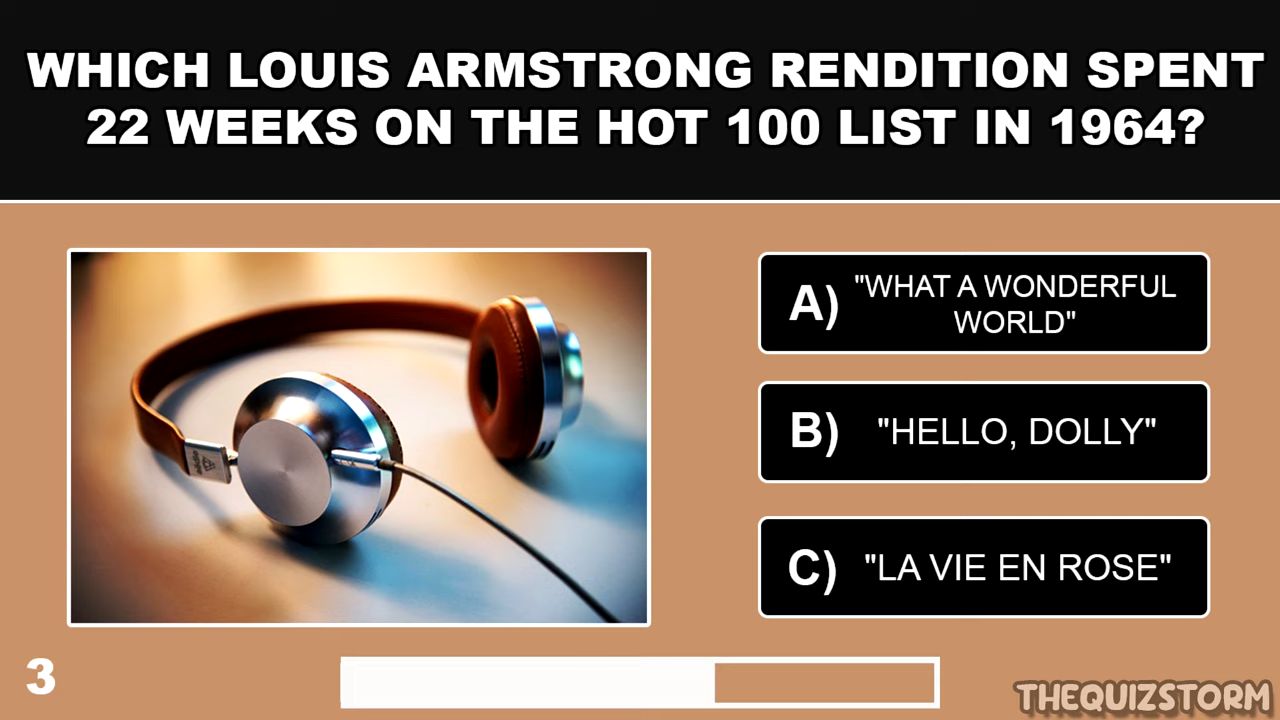 WHICH LOUIS ARMSTRONG RENDITION SPENT
22 WEEKS ON THE HOT 100 LIST IN 1964?
A) "WHAT A WONDERFUL
WORLD"
B) "HELLO, DOLLY"
C) "LA VIE EN ROSE"
3
THEQUIZSTORM